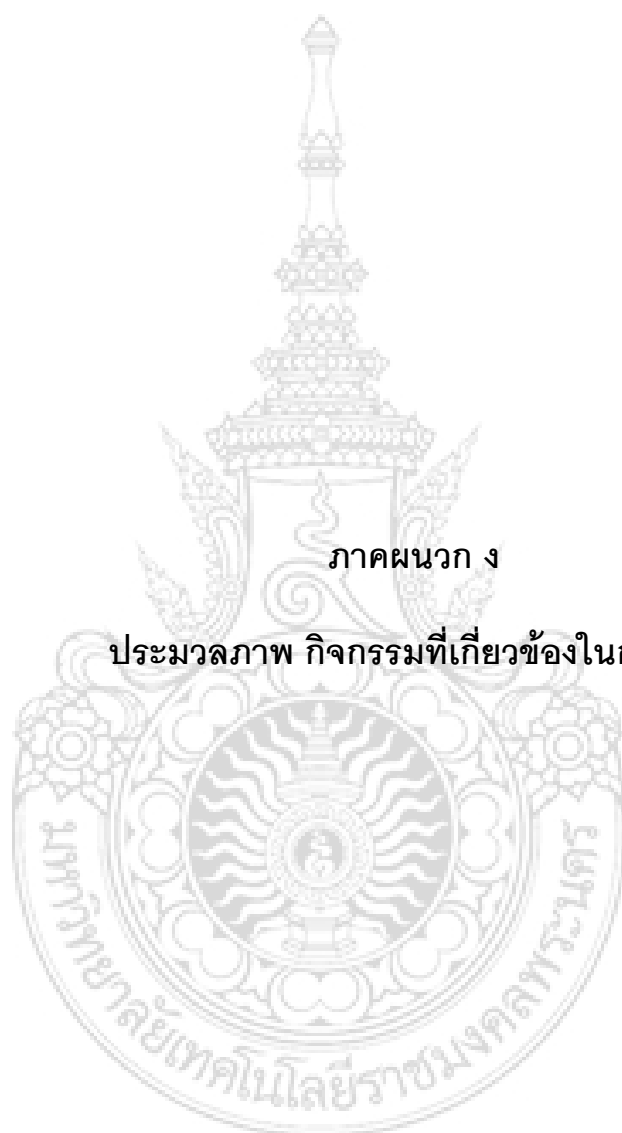 ภาคผนวก ง
ประมวลภาพ กิจกรรมที่เกี่ยวข้องใน
มหาวิทยาลัยเทคโนโลยีราชมงคลพระนคร